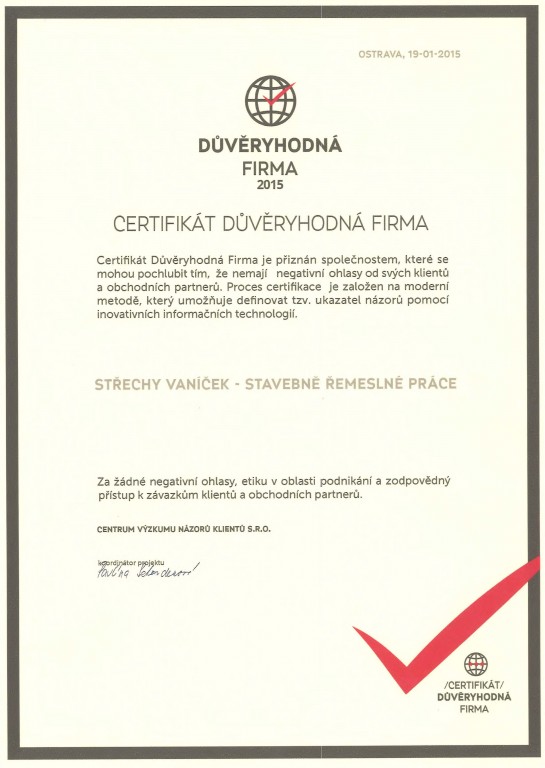 OSTRAVA, 19-01-2015
DŮVĚRYHODNÁ
FIRMA
2015
CERTIFIKÁT DŮVĚRYHODNÁ FIRMA
Certifikát Důvěryhodná Firma je přiznán společnostem, které se
mohou pochlubit tím, že nemají negativní ohlasy od svých klientů
a obchodních partnerů. Proces certifikace je založen na moderní
metodě, který umožňuje definovat tzv. ukazatel názorů pomocí
inovativních informačních technologií.
STŘECHY VANÍČEK - STAVEBNĚ ŘEMESLNÉ PRÁCE
Za žádné negativní ohlasy, etiku v oblasti podnikání a zodpovědný
přístup k závazkům klientů a obchodních partnerů.
CENTRUM VÝZKUMU NÁZORŮ KLIENTŮ S.R.O.
koordinátor projektu
Pavlína
/CERTIFIKÁT/
DŮVĚRYHODNÁ
FIRMA